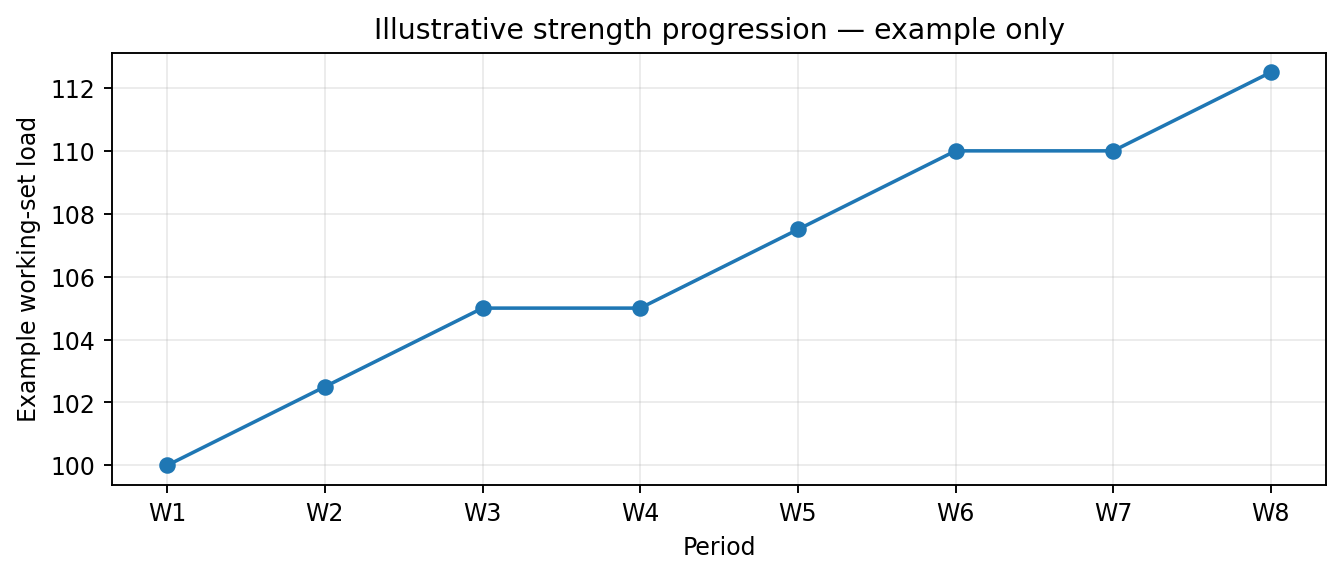 Illustrative strength progression — example only
Example working-set load
112
110
108
106
104
102
100
W1 W2 W3 W4 W5 W6 W7 W8
Period